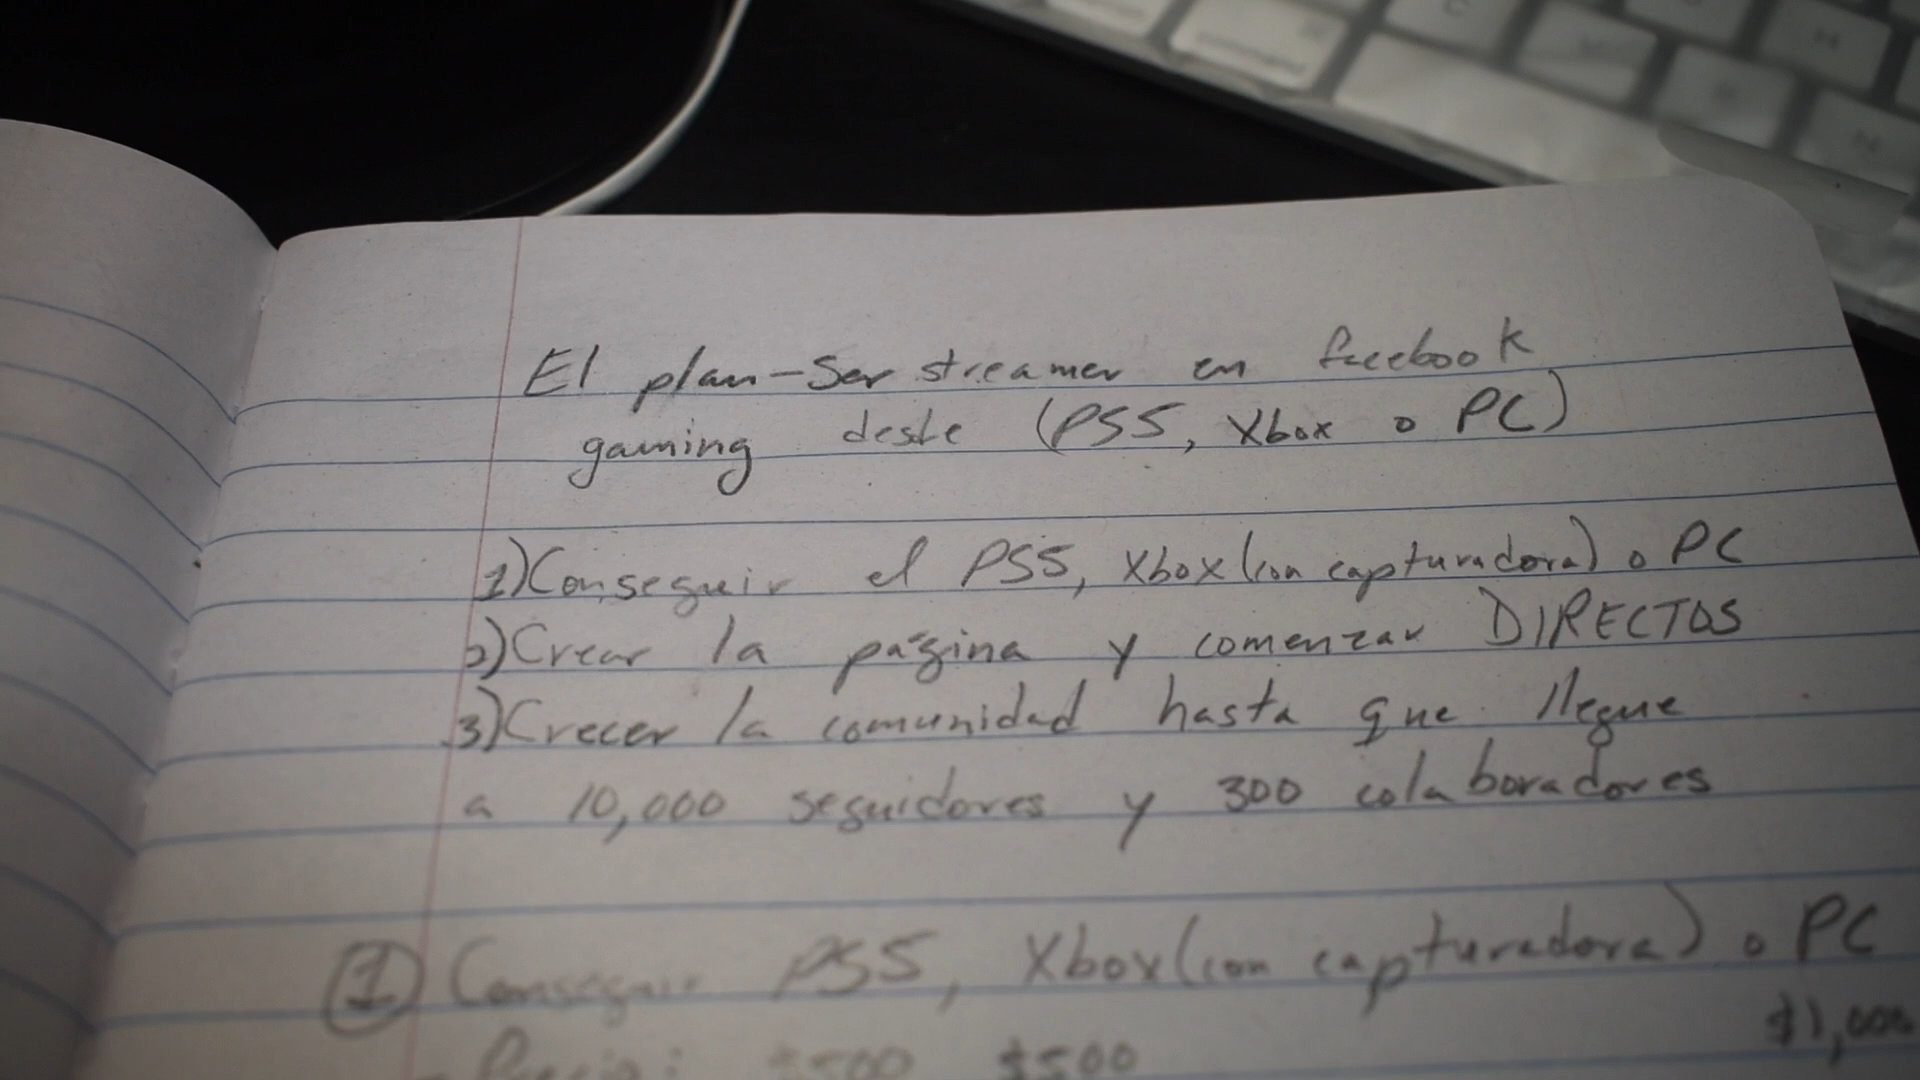 El plan-Ser streamer en facebook
gaming desde (PS5, Xbox o PC)
1)Conseguir el PS5, Xbox(con capturadora) o PC
2)Crear la página y comenzar DIRECTOS
3)Crecer la comunidad hasta que llegue
a 10,000 seguidores y 300 colaboradores
1 Conseguir PS5, Xbox(con capturadora) o PC
- Precio: $500 $500 $1,000